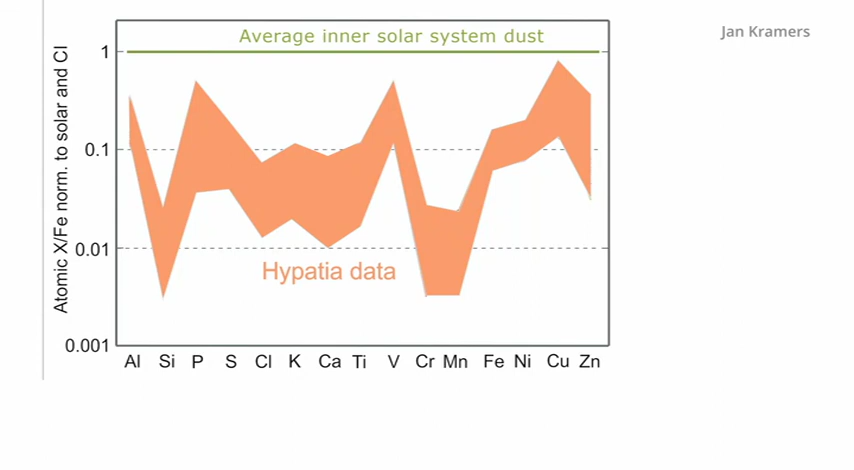 Average inner solar system dust
Jan Kramers
Atomic X/Fe norm. to solar and CI
1
0.1
0.01
0.001
Hypatia data
Al Si P S Cl K Ca Ti V Cr Mn Fe Ni Cu Zn